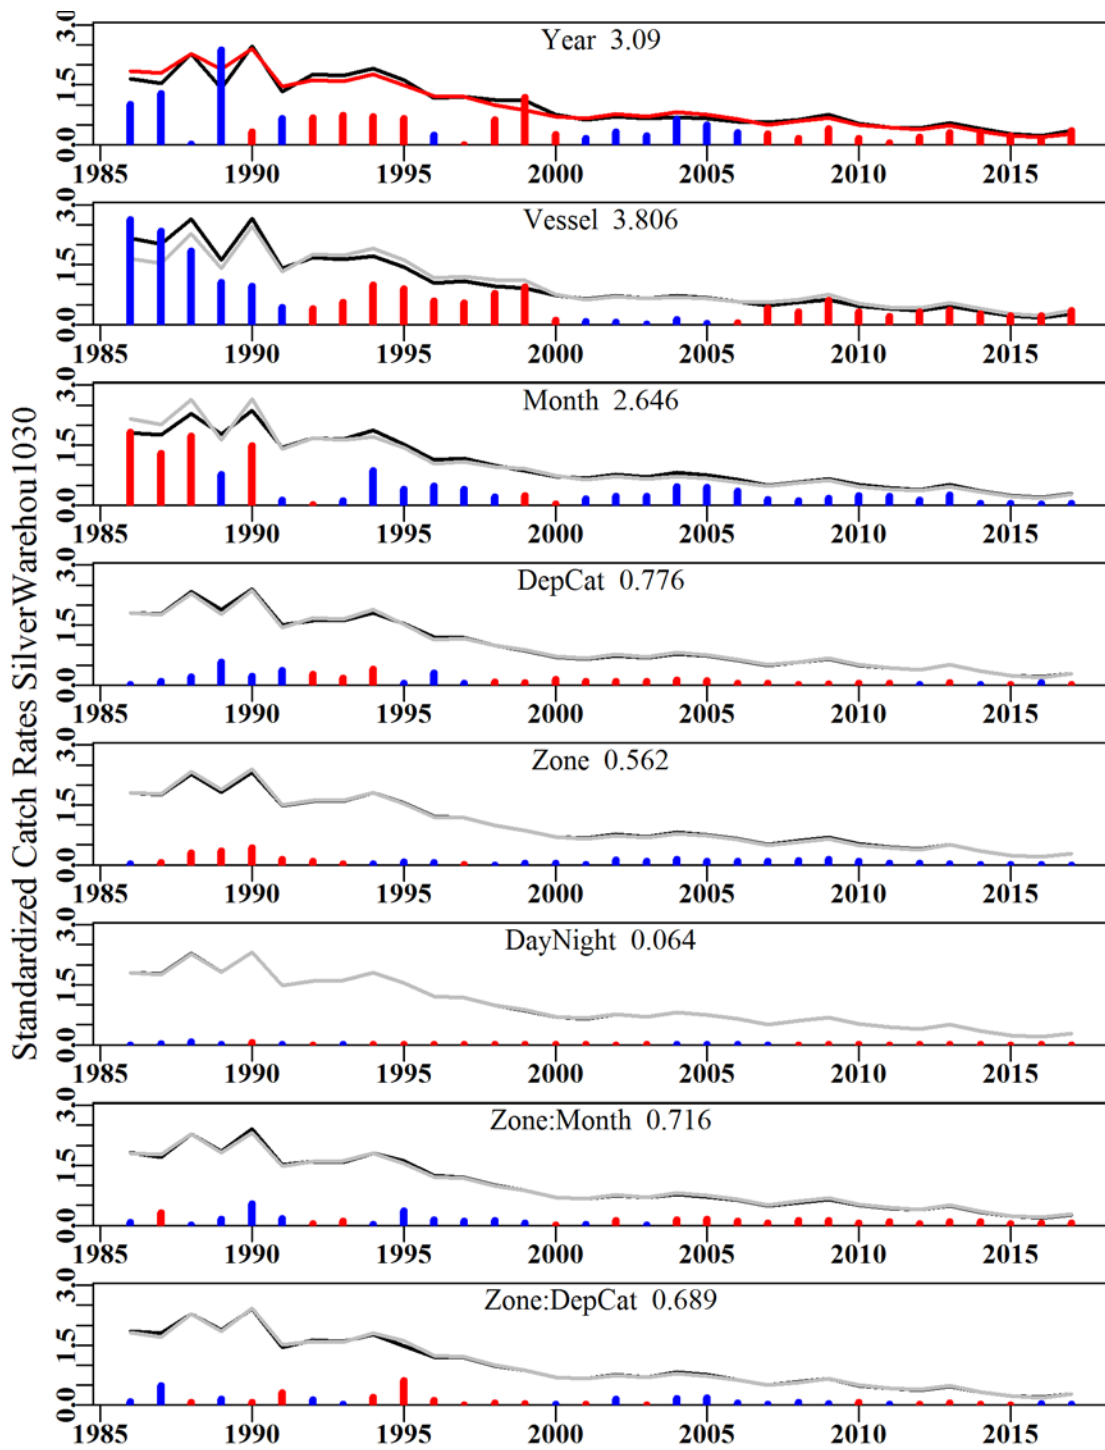 Standardized Catch Rates SilverWarehou1030
Year 3.09
0.0 1.5 3.0
1985 1990 1995 2000 2005 2010 2015
Vessel 3.806
0.0 1.5 3.0
1985 1990 1995 2000 2005 2010 2015
Month 2.646
0.0 1.5 3.0
1985 1990 1995 2000 2005 2010 2015
DepCat 0.776
0.0 1.5 3.0
1985 1990 1995 2000 2005 2010 2015
Zone 0.562
0.0 1.5 3.0
1985 1990 1995 2000 2005 2010 2015
DayNight 0.064
0.0 1.5 3.0
1985 1990 1995 2000 2005 2010 2015
Zone:Month 0.716
0.0 1.5 3.0
1985 1990 1995 2000 2005 2010 2015
Zone:DepCat 0.689
0.0 1.5 3.0
1985 1990 1995 2000 2005 2010 2015